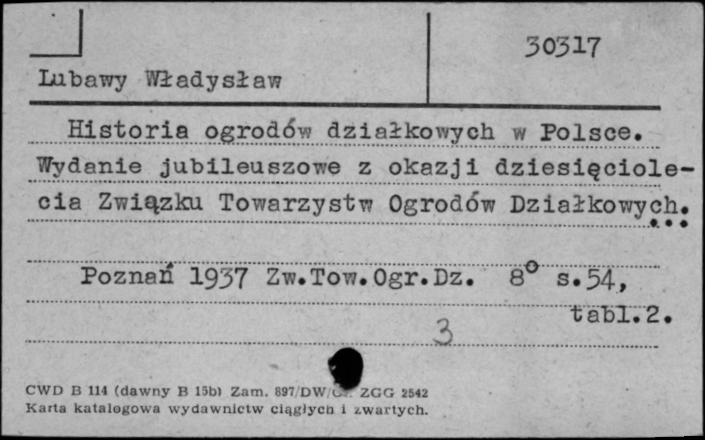 30317
Lubawy Władysław
Historia ogrodów działkowych w Polsce.
Wydanie jubileuszowe z okazji dziesięciole-
cia Związku Towarzystw Ogrodów Działkowych...
Poznań 1937 Zw.Tow.Ogr.Dz. 8° s.54,
tabl.2.
3
CWD B 114 (dawny B 15b) Zam. 897/DW/ ZGG 2542
Karta katalogowa wydawnictw ciągłych i zwartych.